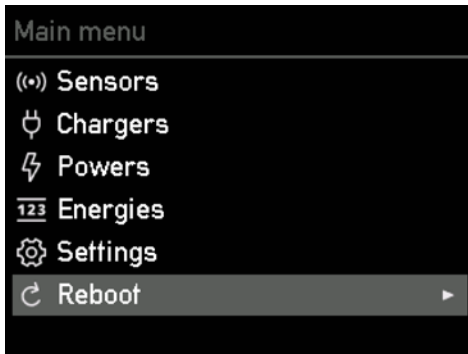 Main menu
Sensors
Chargers
Powers
123 Energies
Settings
Reboot